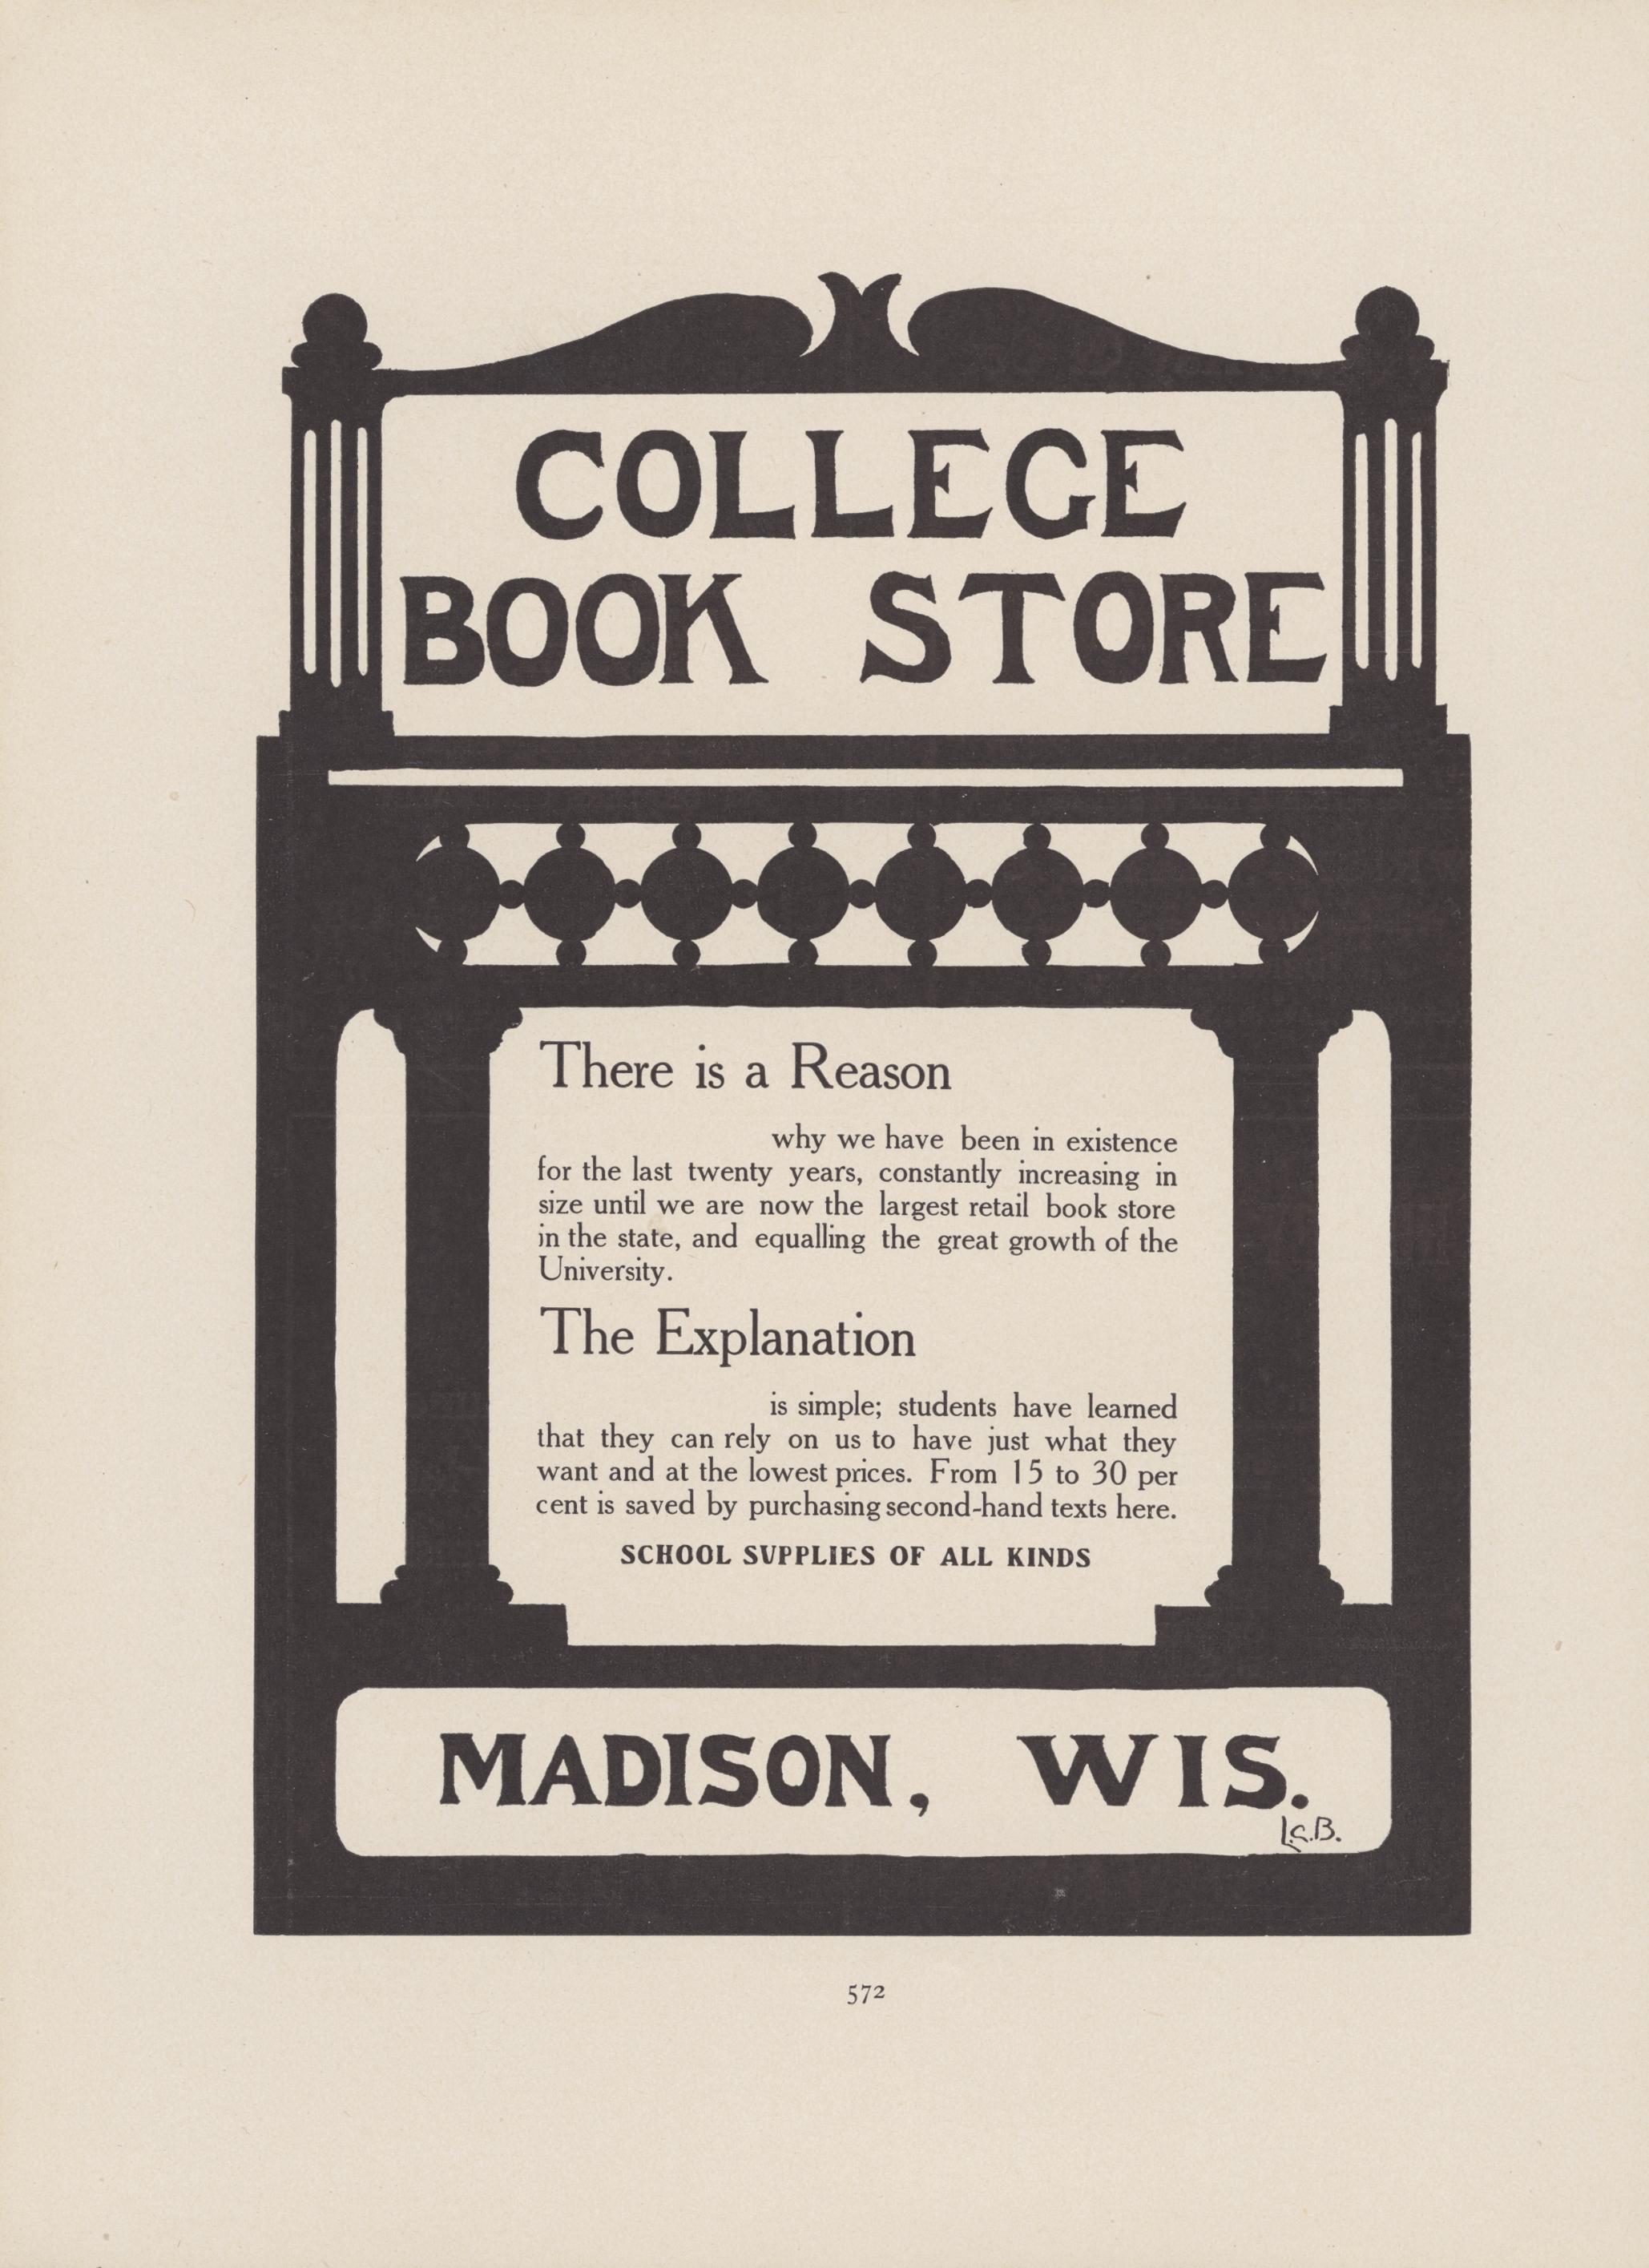 COLLEGE
BOOK STORE
There is a Reason
why we have been in existence
for the last twenty years, constantly increasing in
size until we are now the largest retail book store
in the state, and equalling the great growth of the
University.
The Explanation
is simple; students have learned
that they can rely on us to have just what they
want and at the lowest prices. From 15 to 30 per
cent is saved by purchasing second-hand texts here.
SCHOOL SUPPLIES OF ALL KINDS
MADISON, WIS.
L.C.B.
572